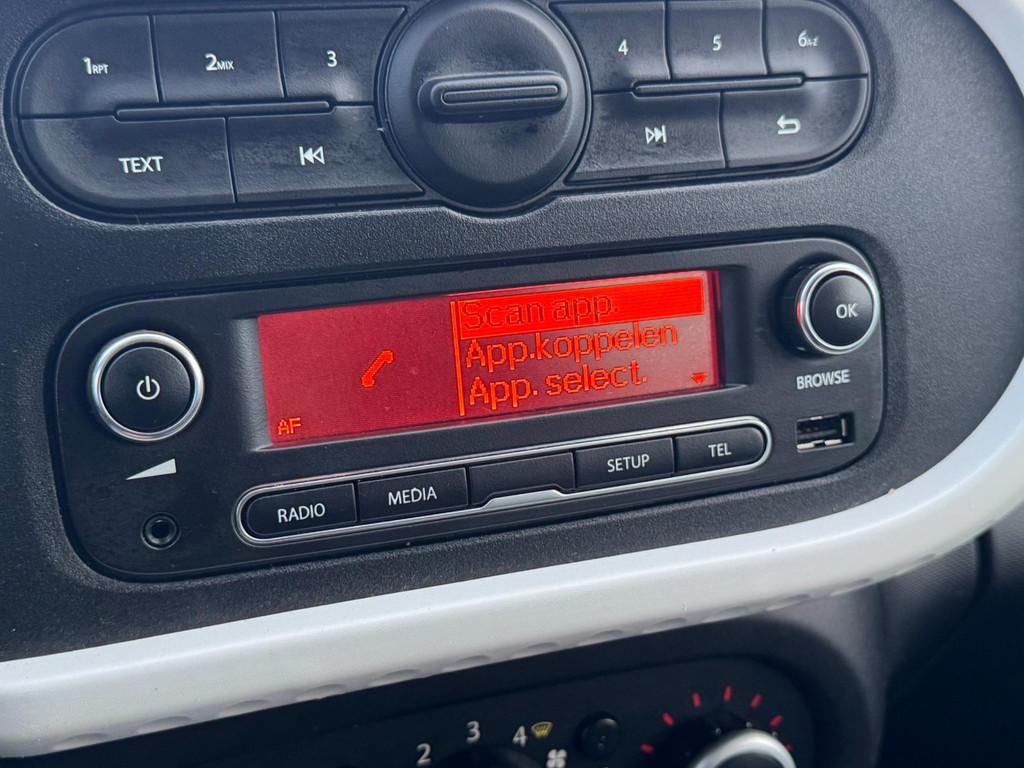 1RPT
2MIX
3
4
5
6A-Z
TEXT
Scan app.
App.koppelen
App. select.
AF
OK
BROWSE
RADIO
MEDIA
SETUP
TEL
2
3
4